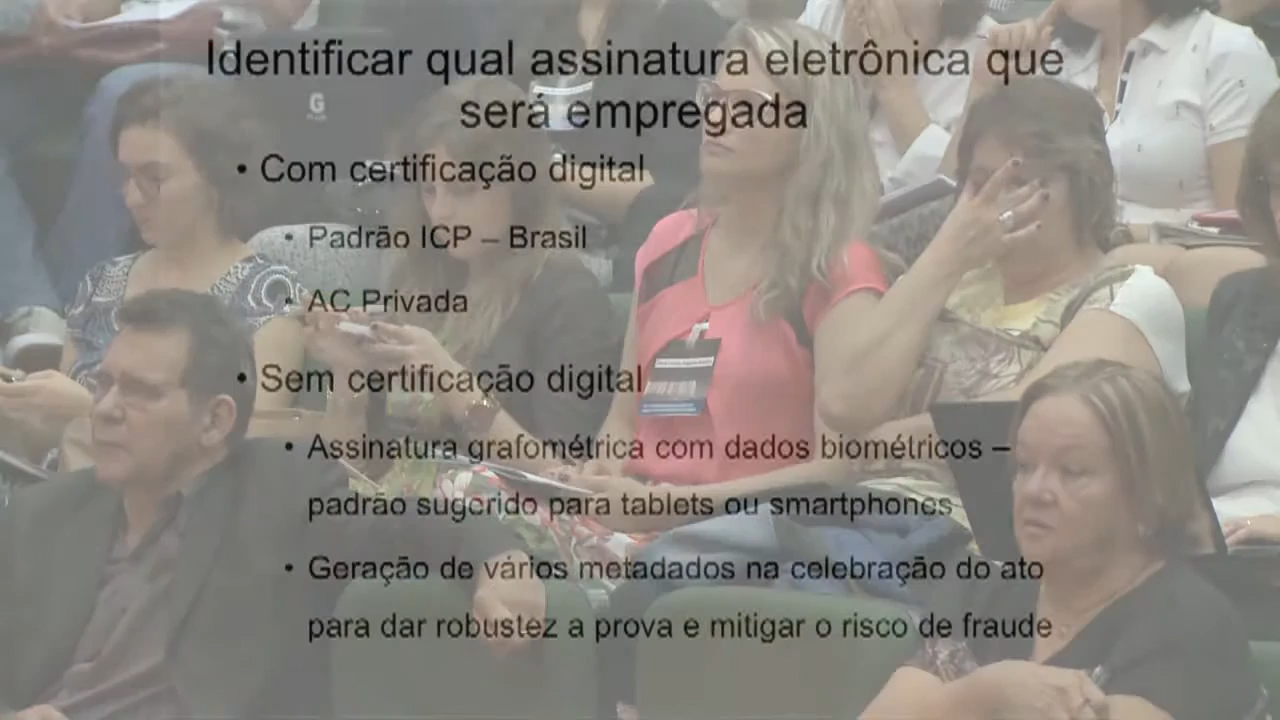 Identificar qual assinatura eletrônica que
será empregada
• Com certificação digital
• Padrão ICP – Brasil
• AC Privada
• Sem certificação digital
• Assinatura grafométrica com dados biométricos –
padrão sugerido para tablets ou smartphones
• Geração de vários metadados na celebração do ato
para dar robustez a prova e mitigar o risco de fraude
G